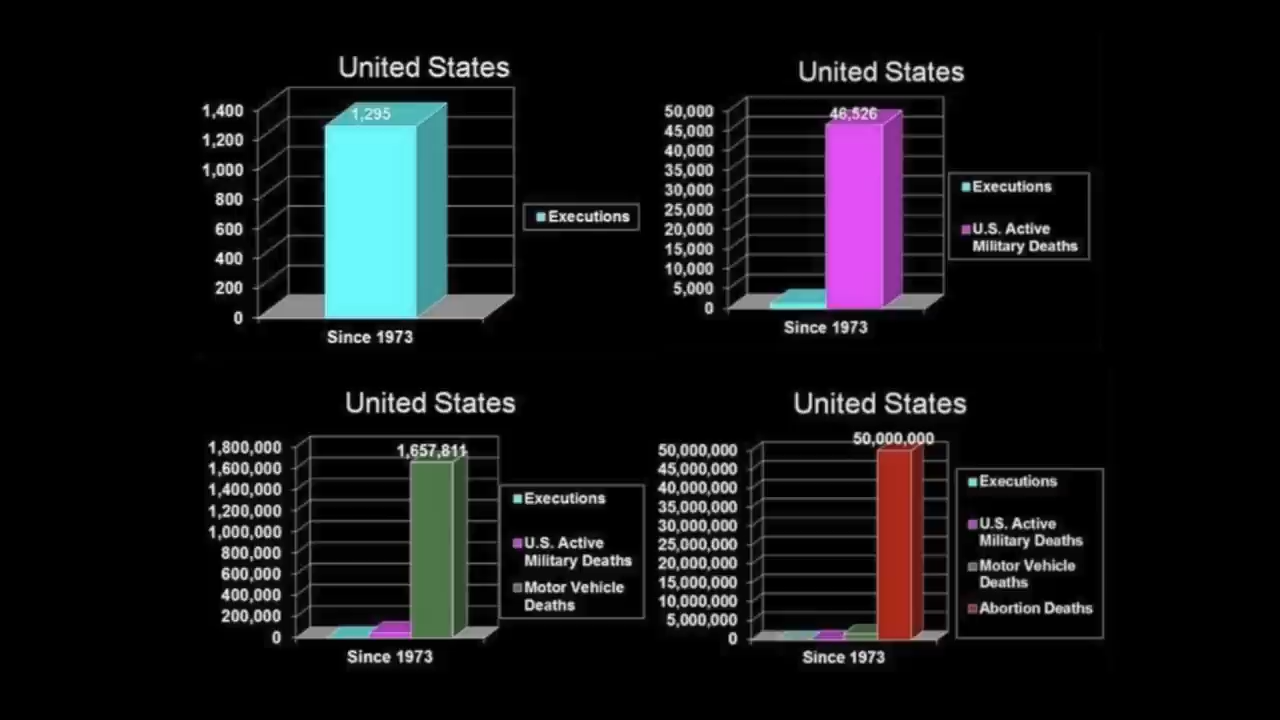 United States
1,400
1,200
1,000
800
600
400
200
0
1,295
Since 1973
Executions
United States
50,000
45,000
40,000
35,000
30,000
25,000
20,000
15,000
10,000
5,000
0
46,526
Since 1973
Executions
U.S. Active
Military Deaths
United States
1,800,000
1,600,000
1,400,000
1,200,000
1,000,000
800,000
600,000
400,000
200,000
0
1,657,811
Since 1973
Executions
U.S. Active
Military Deaths
Motor Vehicle
Deaths
United States
50,000,000
45,000,000
40,000,000
35,000,000
30,000,000
25,000,000
20,000,000
15,000,000
10,000,000
5,000,000
0
50,000,000
Since 1973
Executions
U.S. Active
Military Deaths
Motor Vehicle
Deaths
Abortion Deaths